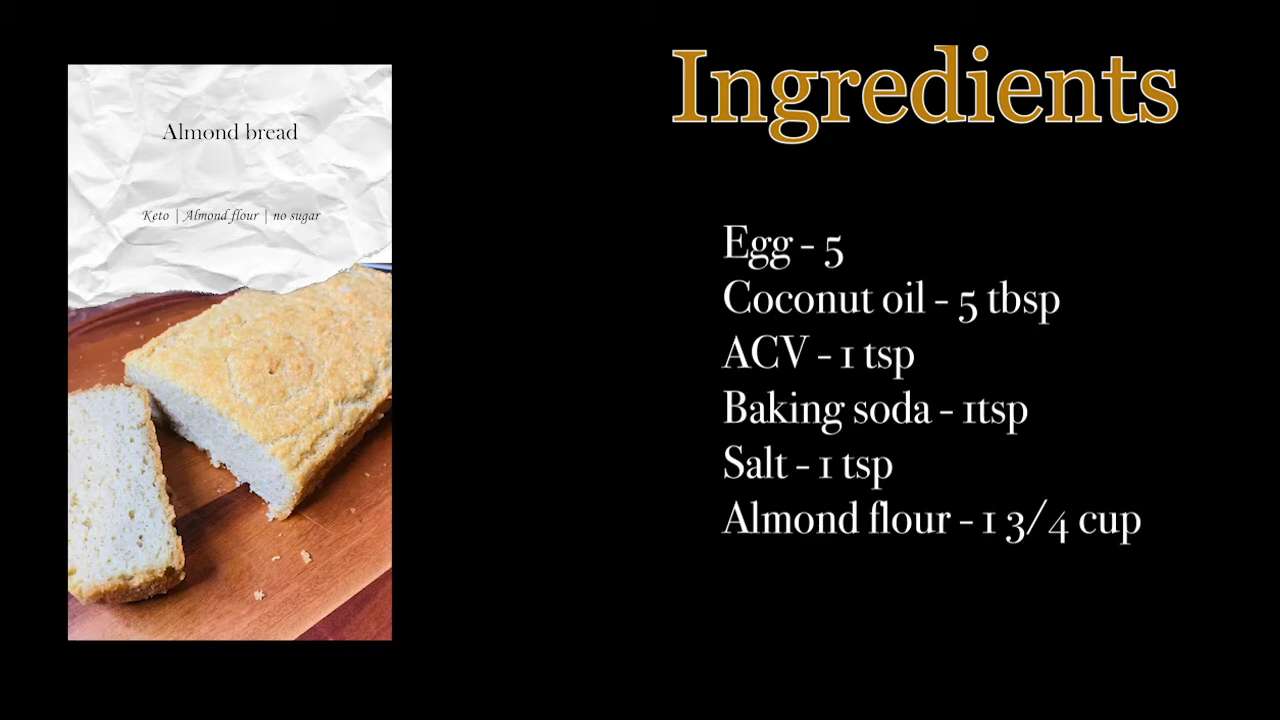 Almond bread
Keto | Almond flour | no sugar
Ingredients
Egg - 5
Coconut oil - 5 tbsp
ACV - 1 tsp
Baking soda - 1tsp
Salt - 1 tsp
Almond flour - 1 3/4 cup